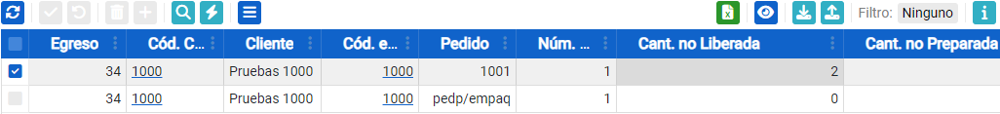 Filtro: Ninguno
Egreso Cód. C... Cliente Cód. e... Pedido Núm. ... Cant. no Liberada Cant. no Preparada
34 1000 Pruebas 1000 1000 1001 1 2
34 1000 Pruebas 1000 1000 pedp/empaq 1 0